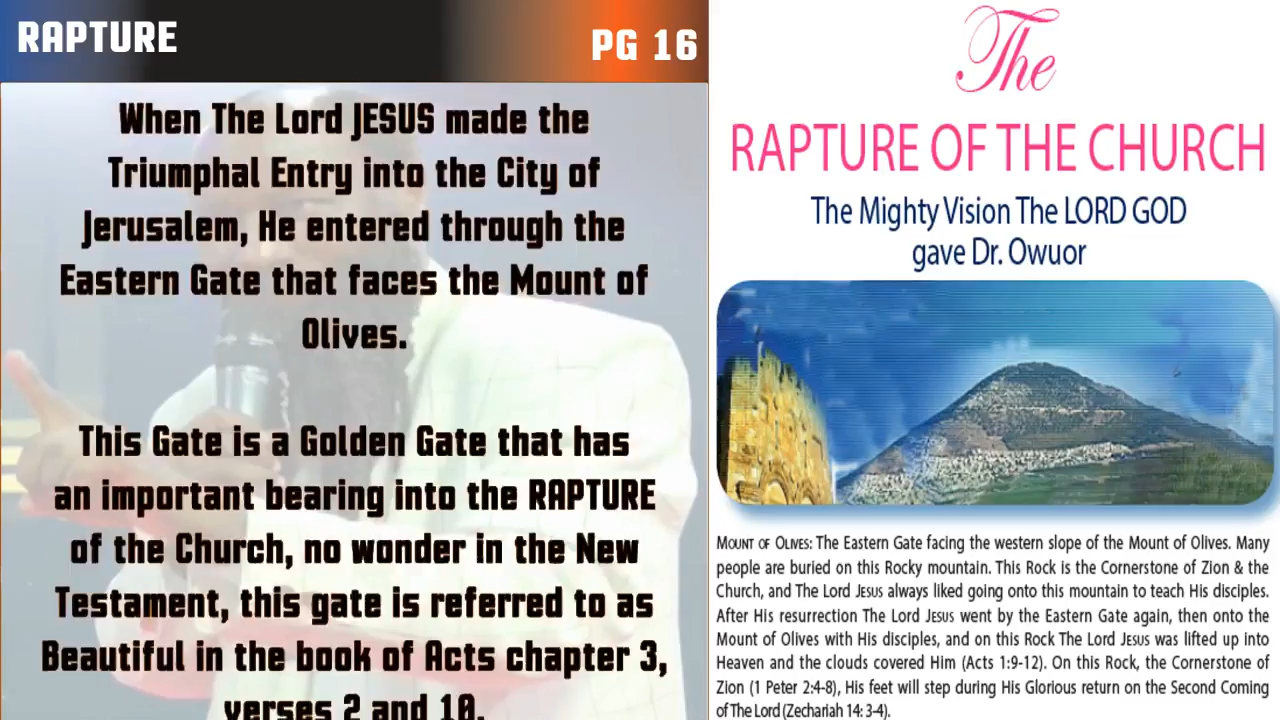 RAPTURE
PG 16
When The Lord JESUS made the
Triumphal Entry into the City of
Jerusalem, He entered through the
Eastern Gate that faces the Mount of
Olives.
This Gate is a Golden Gate that has
an important bearing into the RAPTURE
of the Church, no wonder in the New
Testament, this gate is referred to as
Beautiful in the book of Acts chapter 3,
verses 2 and 10.
The
RAPTURE OF THE CHURCH
The Mighty Vision The LORD GOD
gave Dr. Owuor
MOUNT OF OLIVES: The Eastern Gate facing the western slope of the Mount of Olives. Many
people are buried on this Rocky mountain. This Rock is the Cornerstone of Zion & the
Church, and The Lord JESUS always liked going onto this mountain to teach His disciples.
After His resurrection The Lord JESUS went by the Eastern Gate again, then onto the
Mount of Olives with His disciples, and on this Rock The Lord JESUS was lifted up into
Heaven and the clouds covered Him (Acts 1:9-12). On this Rock, the Cornerstone of
Zion (1 Peter 2:4-8), His feet will step during His Glorious return on the Second Coming
of The Lord (Zechariah 14: 3-4).